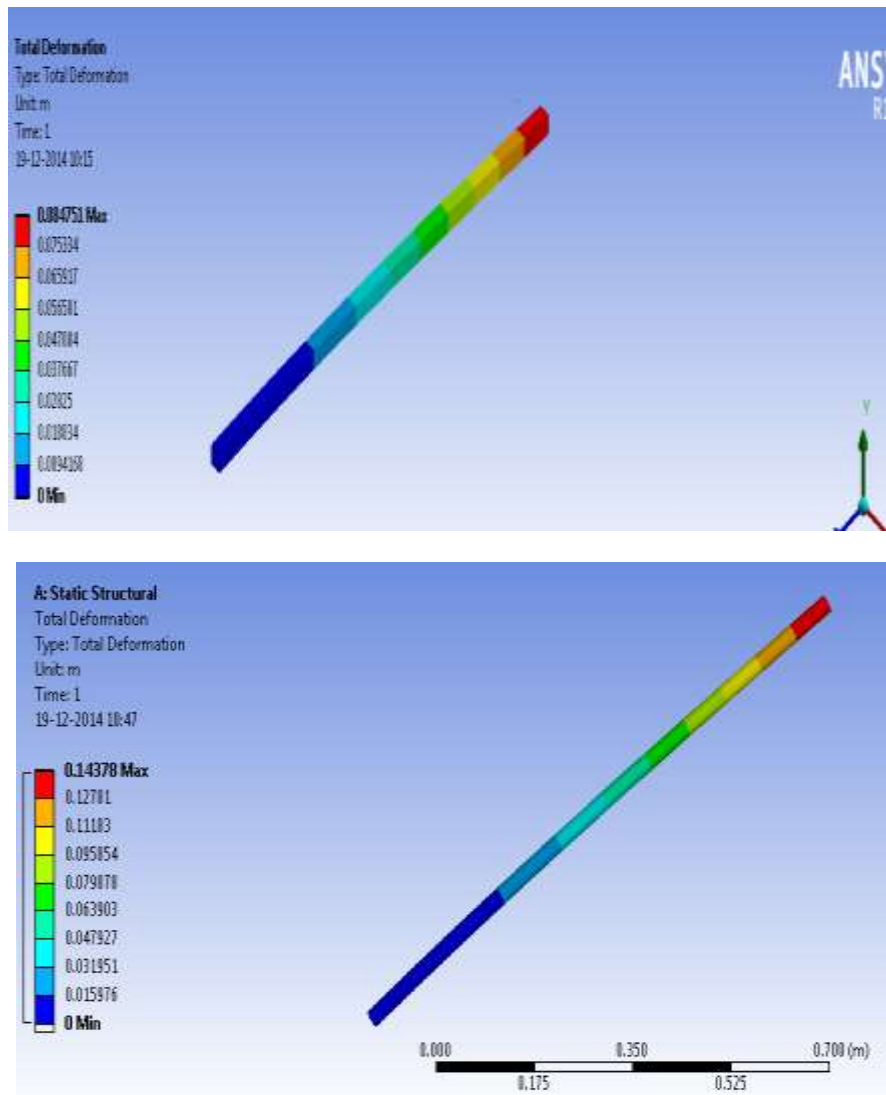 Total Deformation
Type: Total Deformation
Unit: m
Time: 1
19-12-2014 10:15
ANSY
R1
0.084751 Max
0.075334
0.065917
0.056501
0.047084
0.037667
0.02825
0.018834
0.0094168
0 Min
Y
A: Static Structural
Total Deformation
Type: Total Deformation
Unit: m
Time: 1
19-12-2014 10:47
0.14378 Max
0.12781
0.11183
0.095854
0.079878
0.063903
0.047927
0.031951
0.015976
0 Min
0.000 0.350 0.700 (m)
0.175 0.525